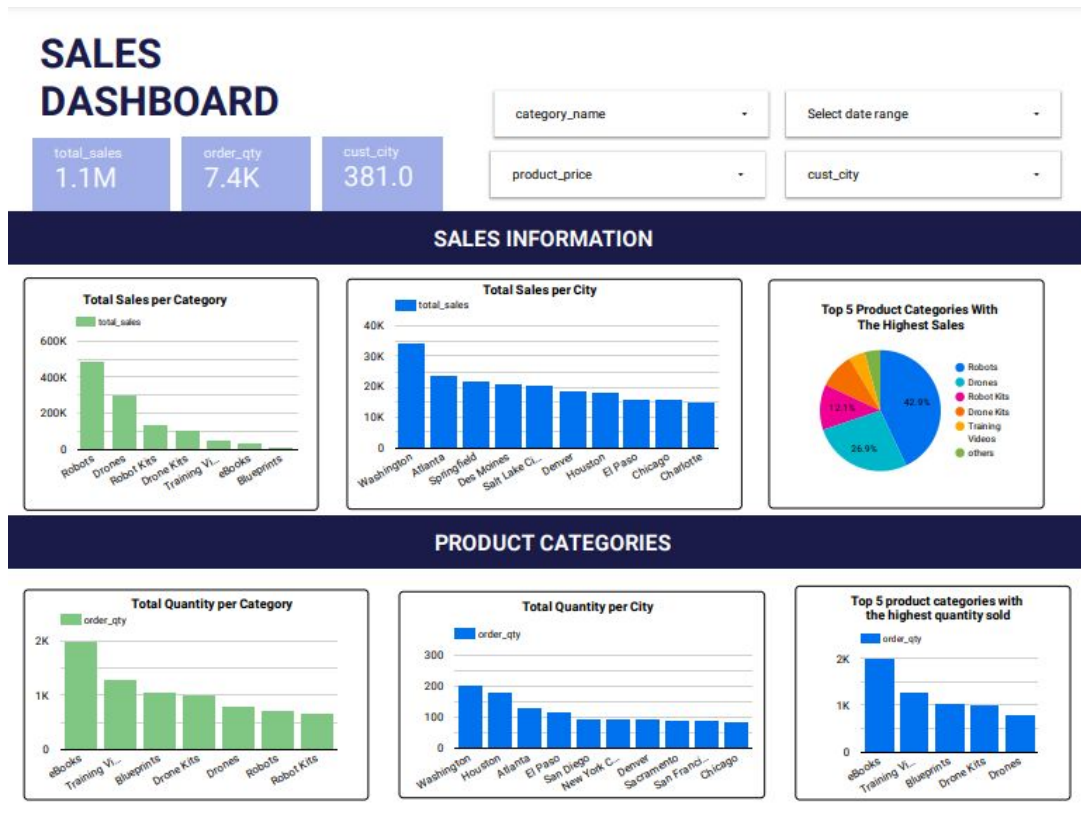 SALES
DASHBOARD
category_name
Select date range
total_sales
1.1M
order_qty
7.4K
cust_city
381.0
product_price
cust_city
SALES INFORMATION
Total Sales per Category
total_sales
600K
400K
200K
0
Robots
Drones
Robot Kits
Drone Kits
Training Vi...
eBooks
Blueprints
Total Sales per City
total_sales
40K
30K
20K
10K
0
Washington
Atlanta
Springfield
Des Moines
Salt Lake Ci...
Denver
Houston
El Paso
Chicago
Charlotte
Top 5 Product Categories With
The Highest Sales
42.9%
26.9%
12.1%
Robots
Drones
Robot Kits
Drone Kits
Training
Videos
others
PRODUCT CATEGORIES
Total Quantity per Category
order_qty
2K
1K
0
eBooks
Training Vi...
Blueprints
Drone Kits
Drones
Robots
Robot Kits
Total Quantity per City
order_qty
300
200
100
0
Washington
Houston
Atlanta
El Paso
San Diego
New York C...
Denver
Sacramento
San Franci...
Chicago
Top 5 product categories with
the highest quantity sold
order_qty
2K
1K
0
eBooks
Training Vi...
Blueprints
Drone Kits
Drones